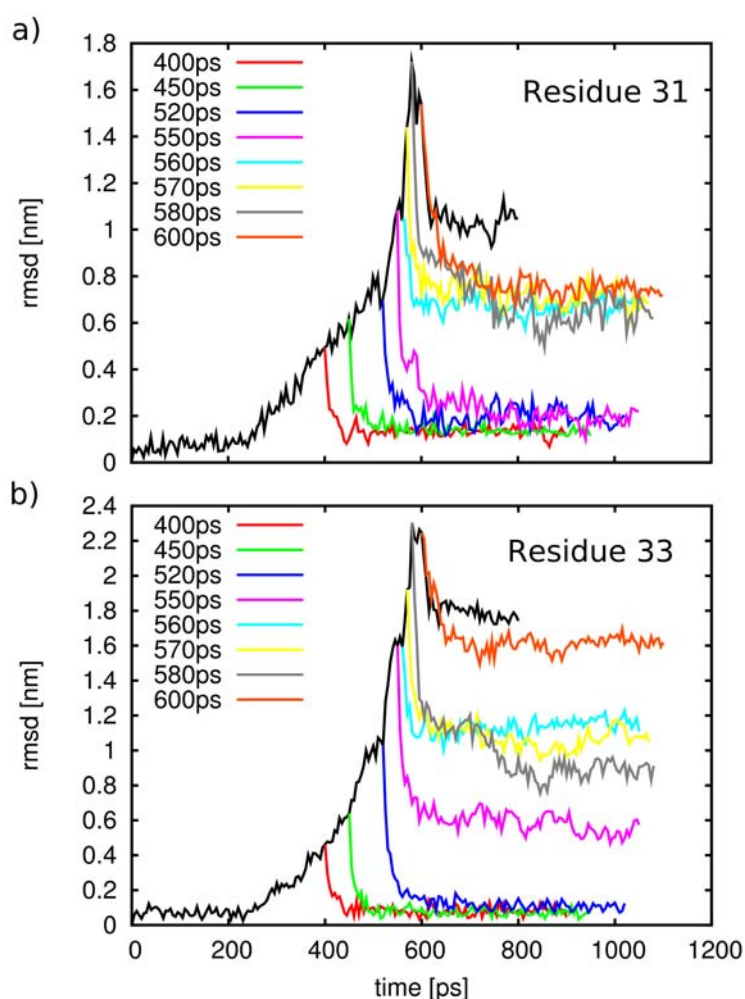 a)
1.8
1.6
1.4
1.2
1
0.8
0.6
0.4
0.2
0
rmsd [nm]
400ps
450ps
520ps
550ps
560ps
570ps
580ps
600ps
Residue 31
b)
2.4
2.2
2
1.8
1.6
1.4
1.2
1
0.8
0.6
0.4
0.2
0
rmsd [nm]
400ps
450ps
520ps
550ps
560ps
570ps
580ps
600ps
Residue 33
0 200 400 600 800 1000 1200
time [ps]